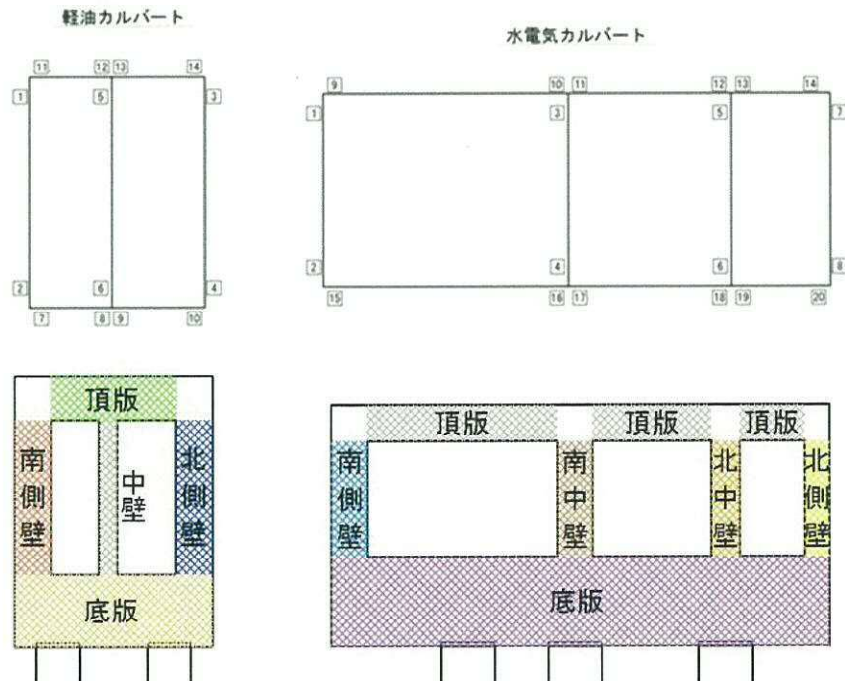 軽油カルバート
水電気カルバート
11 12 13 14
1 5 3
2 6 4
7 8 9 10
9 10 11 12 13 14
1 3 5 7
2 4 6 8
15 16 17 18 19 20
頂版
南側壁
中壁
北側壁
底版
頂版 頂版 頂版
南側壁
南中壁
北中壁
北側壁
底版